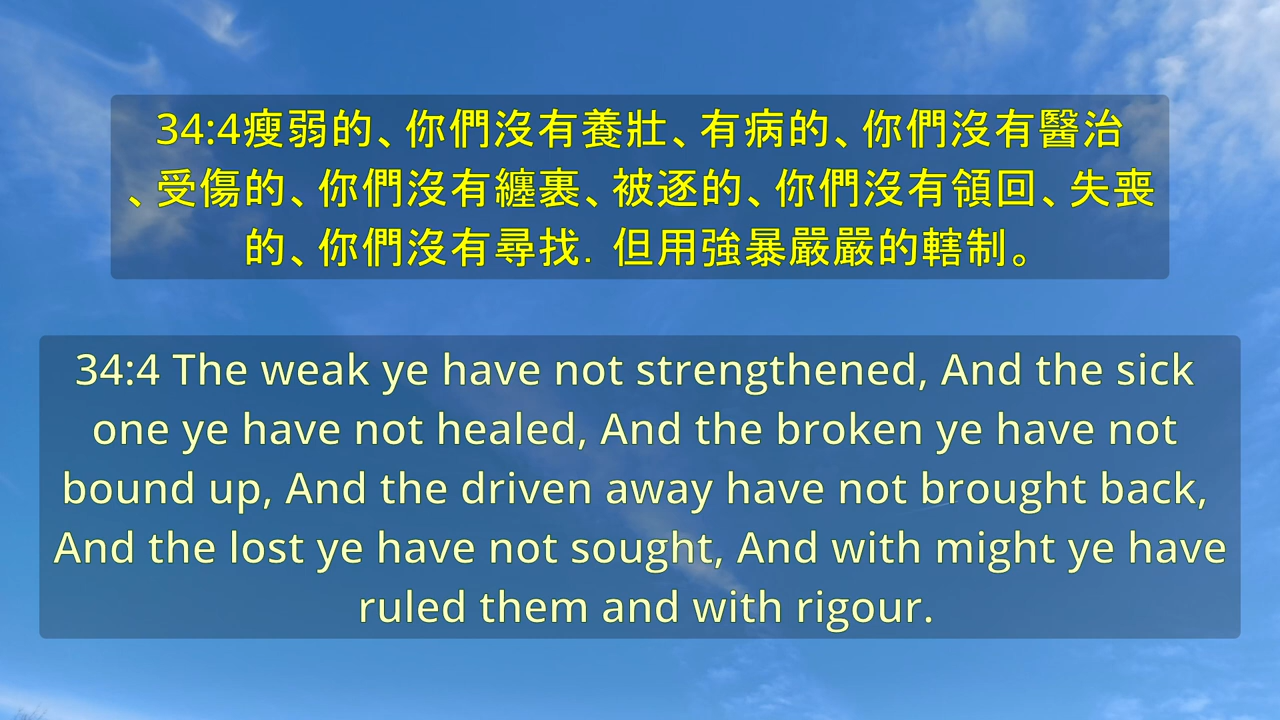 34:4瘦弱的、你們沒有養壯、有病的、你們沒有醫治
、受傷的、你們沒有纏裹、被逐的、你們沒有領回、失喪
的、你們沒有尋找．但用強暴嚴嚴的轄制。
34:4 The weak ye have not strengthened, And the sick
one ye have not healed, And the broken ye have not
bound up, And the driven away have not brought back,
And the lost ye have not sought, And with might ye have
ruled them and with rigour.